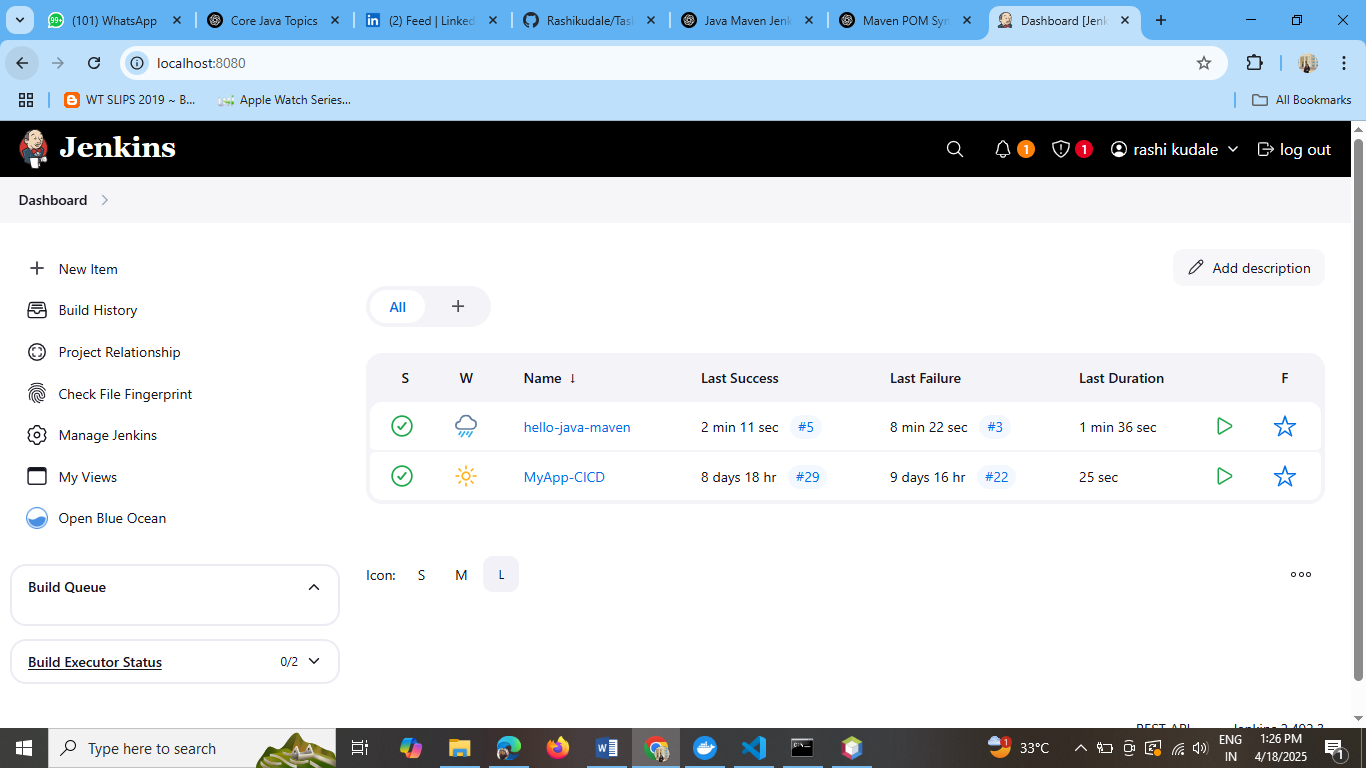 99+ (101) WhatsApp
Core Java Topics
(2) Feed | Linked
Rashikudale/Tas
Java Maven Jenk
Maven POM Syn
Dashboard [Jenk
localhost:8080
WT SLIPS 2019 ~ B...
Apple Watch Series...
All Bookmarks
Jenkins
1
1
rashi kudale
log out
Dashboard
New Item
Build History
Project Relationship
Check File Fingerprint
Manage Jenkins
My Views
Open Blue Ocean
Build Queue
Build Executor Status 0/2
Add description
All +
S W Name ↓ Last Success Last Failure Last Duration F
hello-java-maven 2 min 11 sec #5 8 min 22 sec #3 1 min 36 sec
MyApp-CICD 8 days 18 hr #29 9 days 16 hr #22 25 sec
Icon: S M L
REST API Jenkins 2.492.3
Type here to search
33°C
ENG
IN
1:26 PM
4/18/2025
1